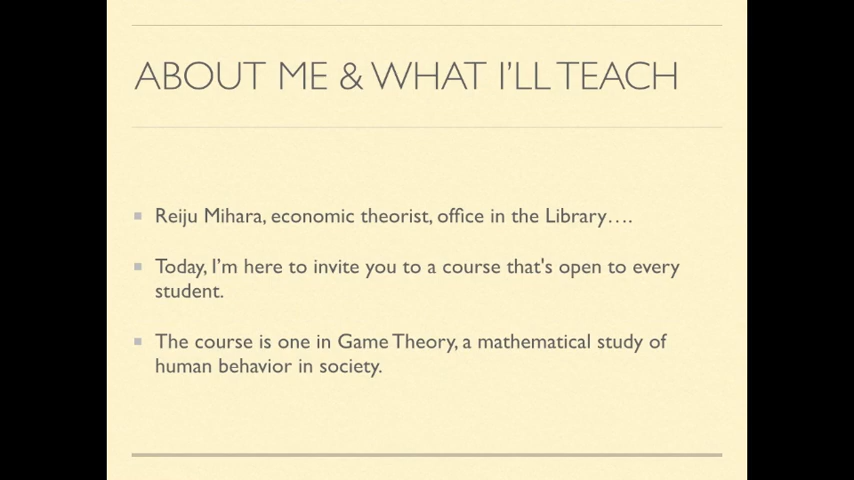 ABOUT ME & WHAT I'LL TEACH
Reiju Mihara, economic theorist, office in the Library....
Today, I'm here to invite you to a course that's open to every
student.
The course is one in Game Theory, a mathematical study of
human behavior in society.